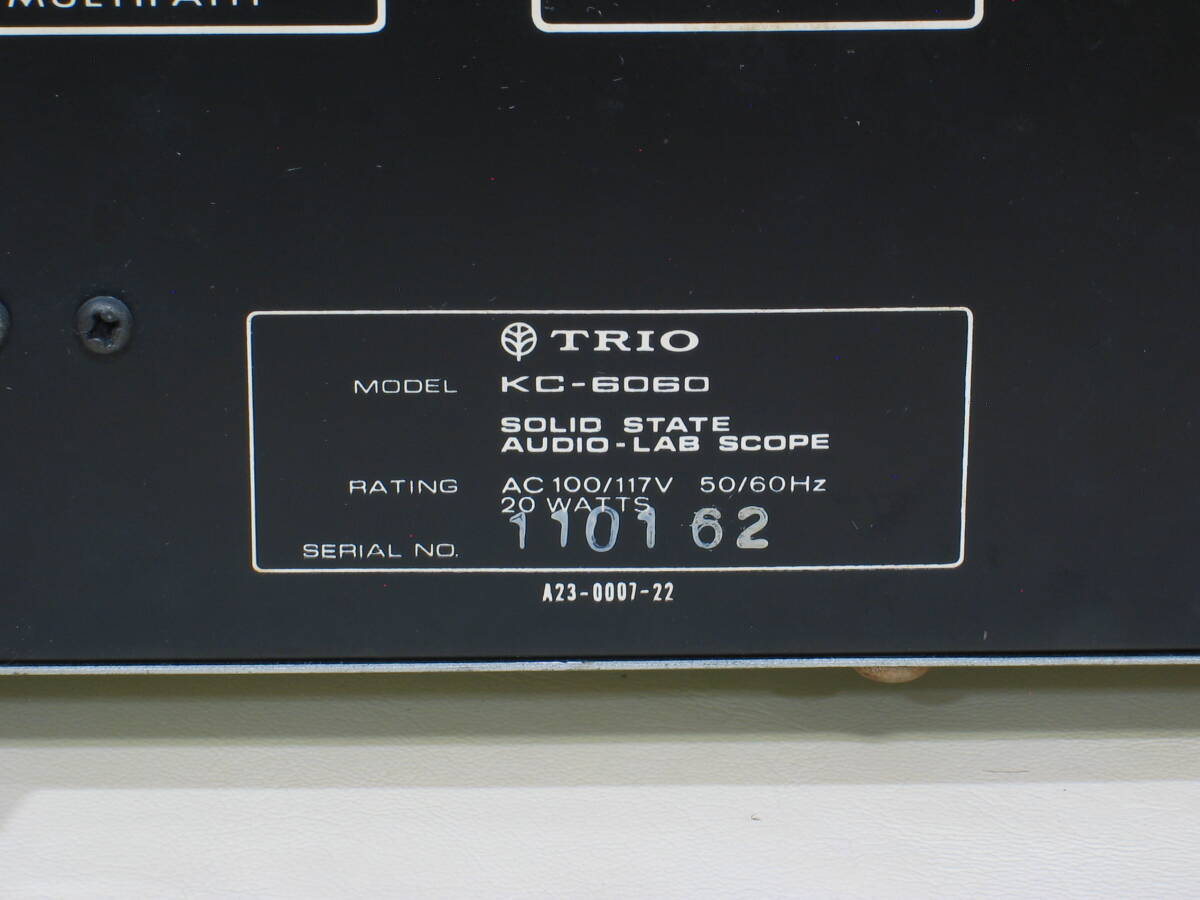 MULTIPATH
TRIO
MODEL KC-6060
SOLID STATE
AUDIO-LAB SCOPE
RATING AC 100/117V 50/60Hz
20 WATTS
SERIAL NO. 110162
A23-0007-22